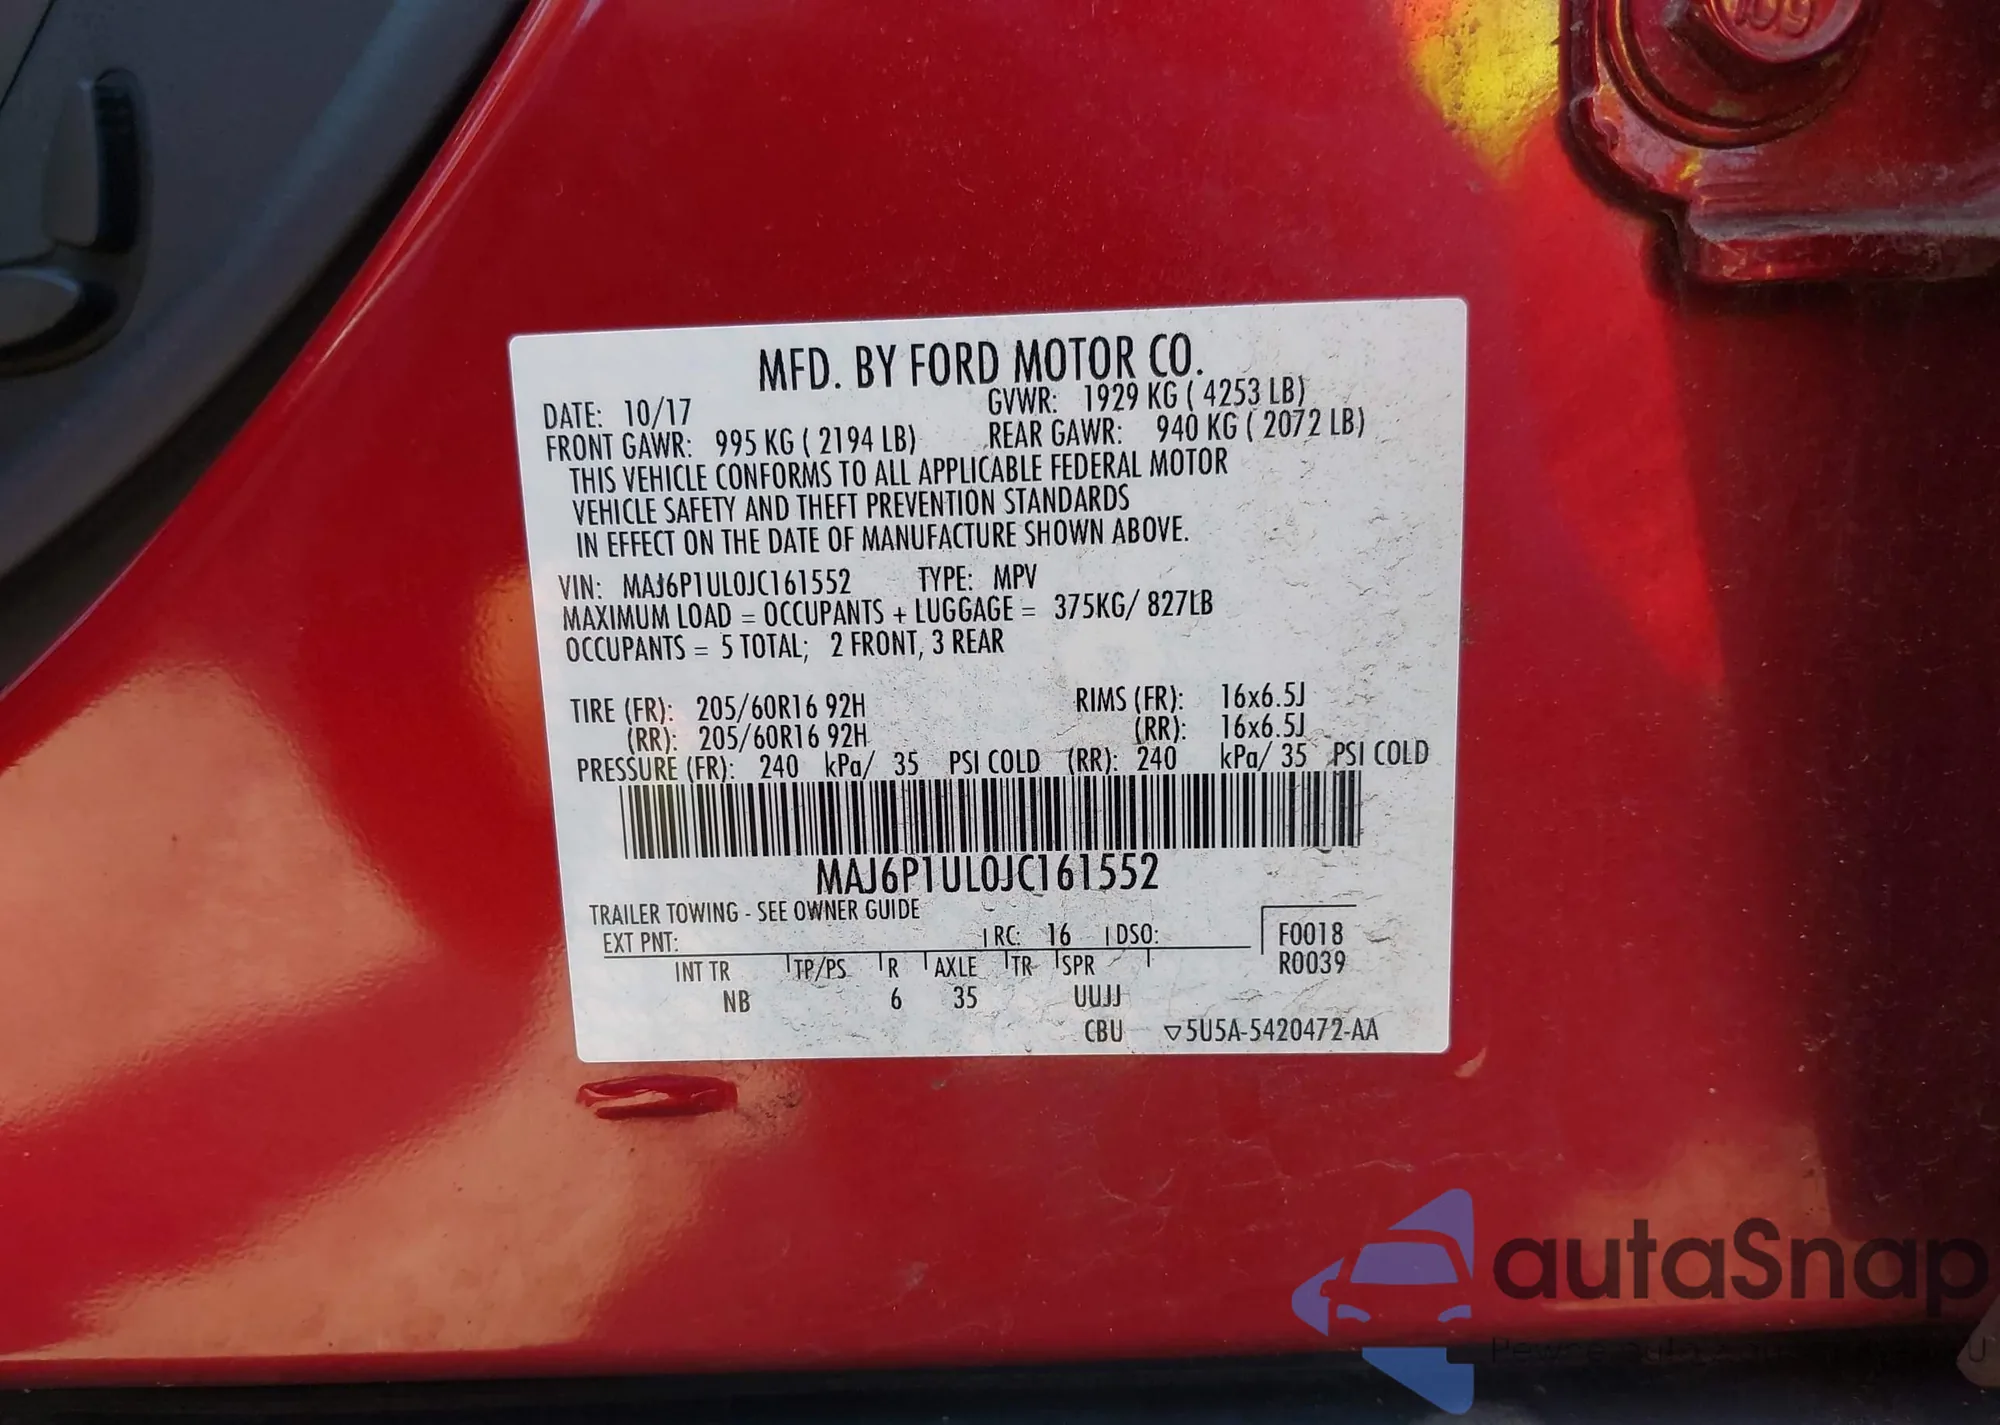 109
MFD. BY FORD MOTOR CO.
DATE: 10/17 GVWR: 1929 KG ( 4253 LB)
FRONT GAWR: 995 KG ( 2194 LB) REAR GAWR: 940 KG ( 2072 LB)
THIS VEHICLE CONFORMS TO ALL APPLICABLE FEDERAL MOTOR
VEHICLE SAFETY AND THEFT PREVENTION STANDARDS
IN EFFECT ON THE DATE OF MANUFACTURE SHOWN ABOVE.
VIN: MAJ6P1UL0JC161552 TYPE: MPV
MAXIMUM LOAD = OCCUPANTS + LUGGAGE = 375KG/ 827LB
OCCUPANTS = 5 TOTAL; 2 FRONT, 3 REAR
TIRE (FR): 205/60R16 92H RIMS (FR): 16x6.5J
(RR): 205/60R16 92H (RR): 16x6.5J
PRESSURE (FR): 240 kPa/ 35 PSI COLD (RR): 240 kPa/ 35 PSI COLD
MAJ6P1UL0JC161552
TRAILER TOWING - SEE OWNER GUIDE
EXT PNT: RC: 16 DSO: F0018
INT TR TP/PS R AXLE TR SPR R0039
NB 6 35 UUJJ
CBU ▽5U5A-5420472-AA
autaSnap